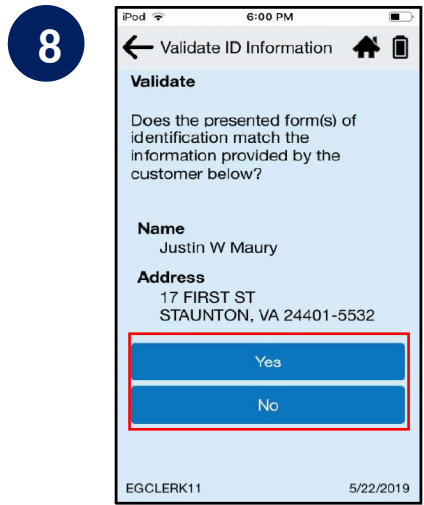 8
iPod 6:00 PM
Validate ID Information
Validate
Does the presented form(s) of
identification match the
information provided by the
customer below?
Name
Justin W Maury
Address
17 FIRST ST
STAUNTON, VA 24401-5532
Yes
No
EGCLERK11 5/22/2019